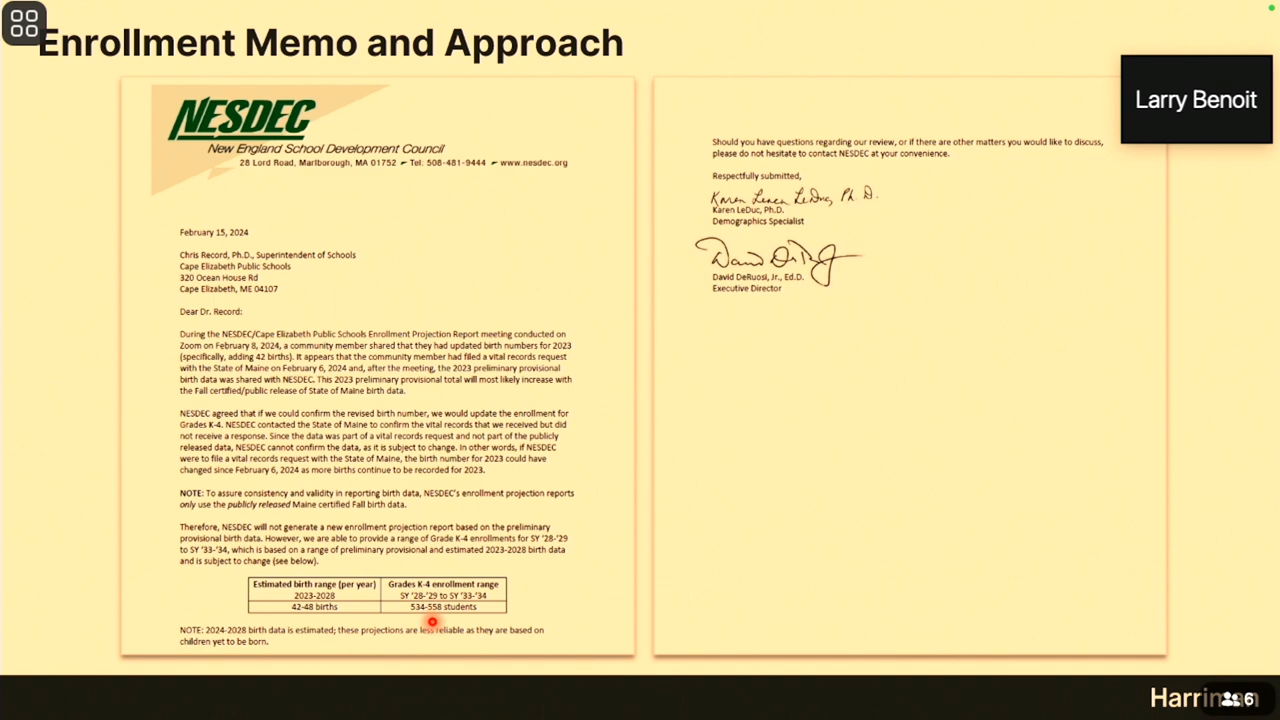 Enrollment Memo and Approach
NESDEC
New England School Development Council
28 Lord Road, Marlborough, MA 01752 Tel: 508-481-9444 www.nesdec.org
February 15, 2024
Chris Record, Ph.D., Superintendent of Schools
Cape Elizabeth Public Schools
320 Ocean House Rd
Cape Elizabeth, ME 04107
Dear Dr. Record:
During the NESDEC/Cape Elizabeth Public Schools Enrollment Projection Report meeting conducted on
Zoom on February 8, 2024, a community member shared that they had updated birth numbers for 2023
(specifically, adding 42 births). It appears that the community member had filed a vital records request
with the State of Maine on February 6, 2024 and, after the meeting, the 2023 preliminary provisional
birth data was shared with NESDEC. This 2023 preliminary provisional total will most likely increase with
the Fall certified/public release of State of Maine birth data.
NESDEC agreed that if we could confirm the revised birth number, we would update the enrollment for
Grades K-4. NESDEC contacted the State of Maine to confirm the vital records that we received but did
not receive a response. Since the data was part of a vital records request and not part of the publicly
released data, NESDEC cannot confirm the data, as it is subject to change. In other words, if NESDEC
were to file a vital records request with the State of Maine, the birth number for 2023 could have
changed since February 6, 2024 as more births continue to be recorded for 2023.
NOTE: To assure consistency and validity in reporting birth data, NESDEC's enrollment projection reports
only use the publicly released Maine certified Fall birth data.
Therefore, NESDEC will not generate a new enrollment projection report based on the preliminary
provisional birth data. However, we are able to provide a range of Grade K-4 enrollments for SY '28-'29
to SY '33-'34, which is based on a range of preliminary provisional and estimated 2023-2028 birth data
and is subject to change (see below).
Estimated birth range (per year) Grades K-4 enrollment range
2023-2028 SY '28-'29 to SY '33-'34
42-48 births 534-558 students
NOTE: 2024-2028 birth data is estimated; these projections are less reliable as they are based on
children yet to be born.
Should you have questions regarding our review, or if there are other matters you would like to discuss,
please do not hesitate to contact NESDEC at your convenience.
Respectfully submitted,
Karen LeDuc, Ph.D.
Karen LeDuc, Ph.D.
Demographics Specialist
David DeRuosi, Jr., Ed.D.
Executive Director
Larry Benoit
6